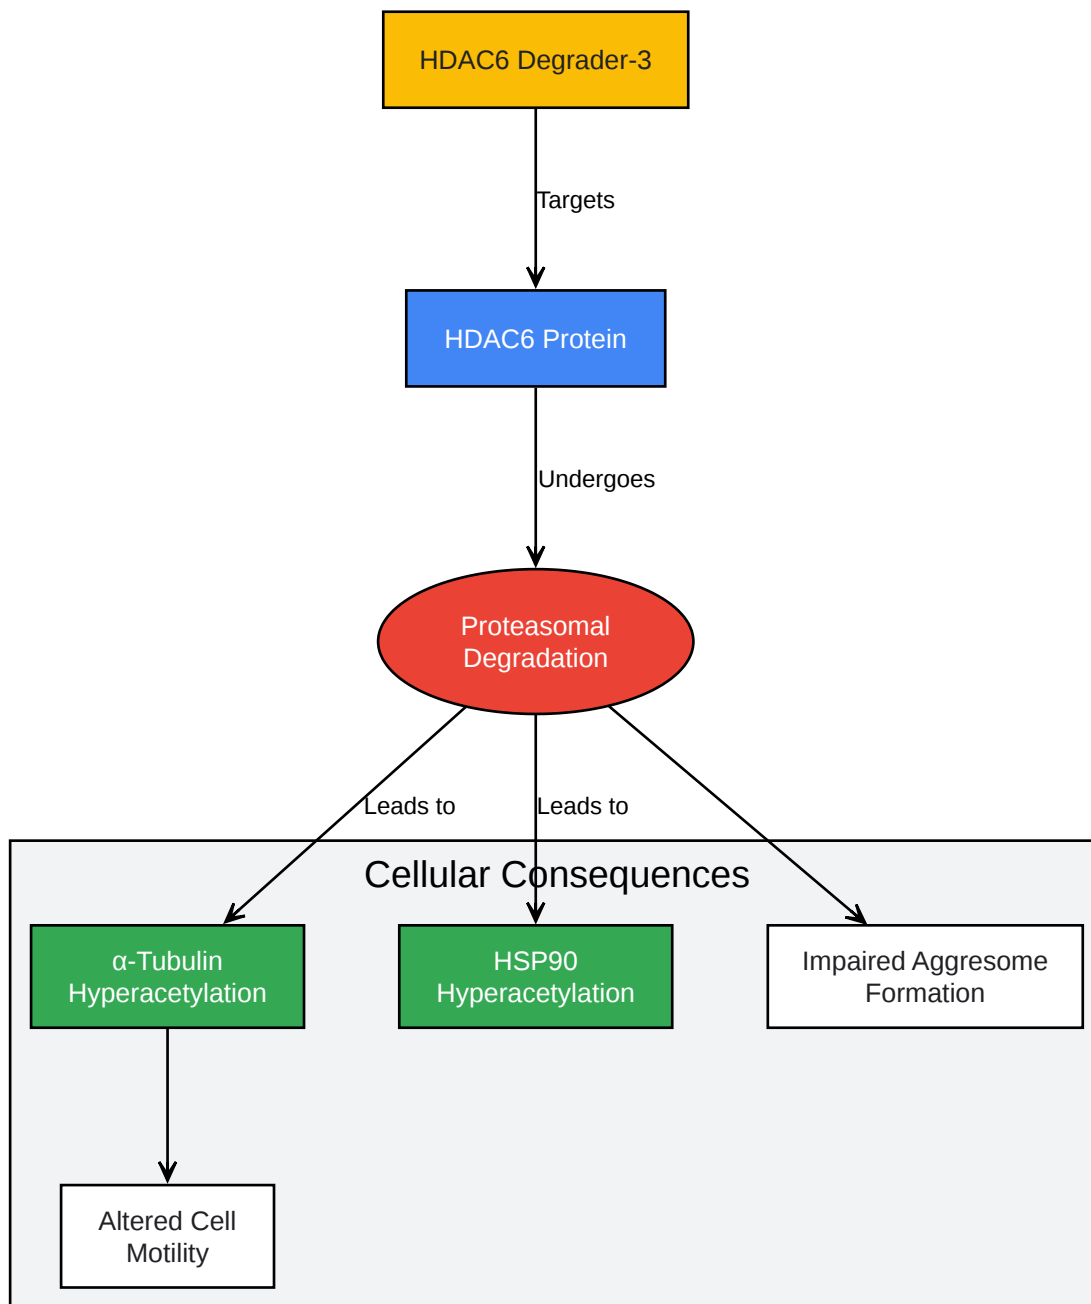 HDAC6 Degrader-3
Targets
HDAC6 Protein
Undergoes
Proteasomal
Degradation
Leads to
Leads to
Cellular Consequences
α-Tubulin
Hyperacetylation
HSP90
Hyperacetylation
Impaired Aggresome
Formation
Altered Cell
Motility